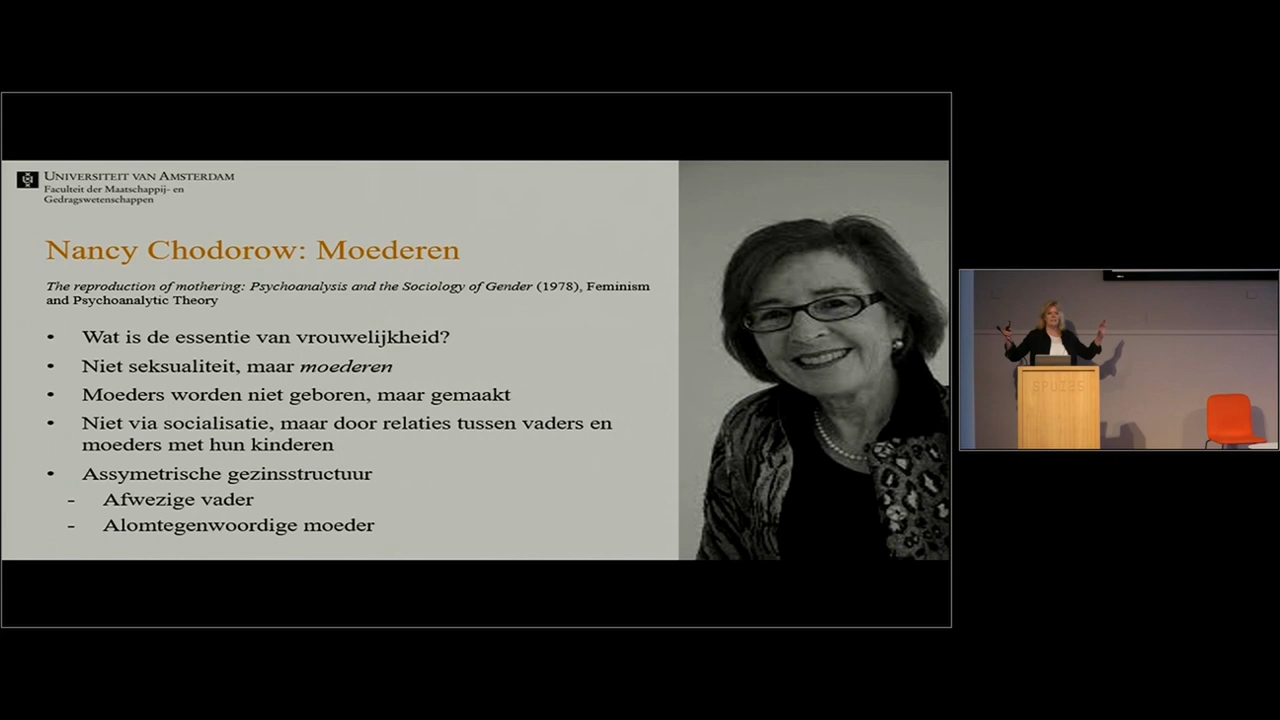 UNIVERSITEIT VAN AMSTERDAM
Faculteit der Maatschappij- en
Gedragswetenschappen
Nancy Chodorow: Moederen
The reproduction of mothering: Psychoanalysis and the Sociology of Gender (1978), Feminism
and Psychoanalytic Theory
• Wat is de essentie van vrouwelijkheid?
• Niet seksualiteit, maar moederen
• Moeders worden niet geboren, maar gemaakt
• Niet via socialisatie, maar door relaties tussen vaders en
moeders met hun kinderen
• Assymetrische gezinsstructuur
- Afwezige vader
- Alomtegenwoordige moeder
SPUI25